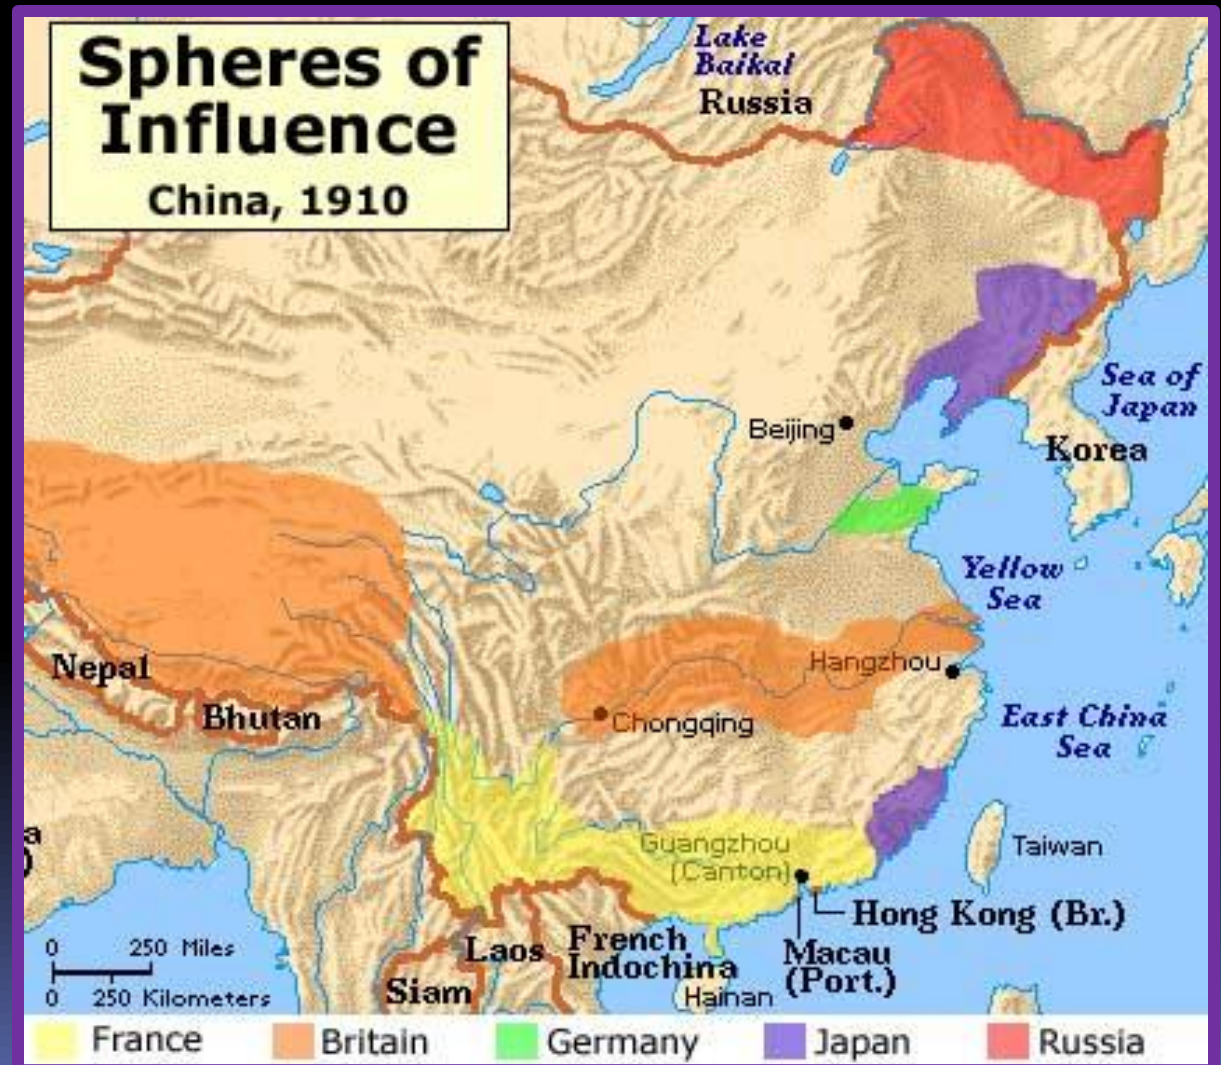 Spheres of
Influence
China, 1910
Lake
Baikal
Russia
Sea of
Japan
Beijing
Korea
Yellow
Sea
Nepal
Hangzhou
Bhutan
Chongqing
East China
Sea
a
)
Guangzhou
(Canton)
Taiwan
Hong Kong (Br.)
Macau
(Port.)
Laos
French
Indochina
Siam
Hainan
0 250 Miles
0 250 Kilometers
France Britain Germany Japan Russia